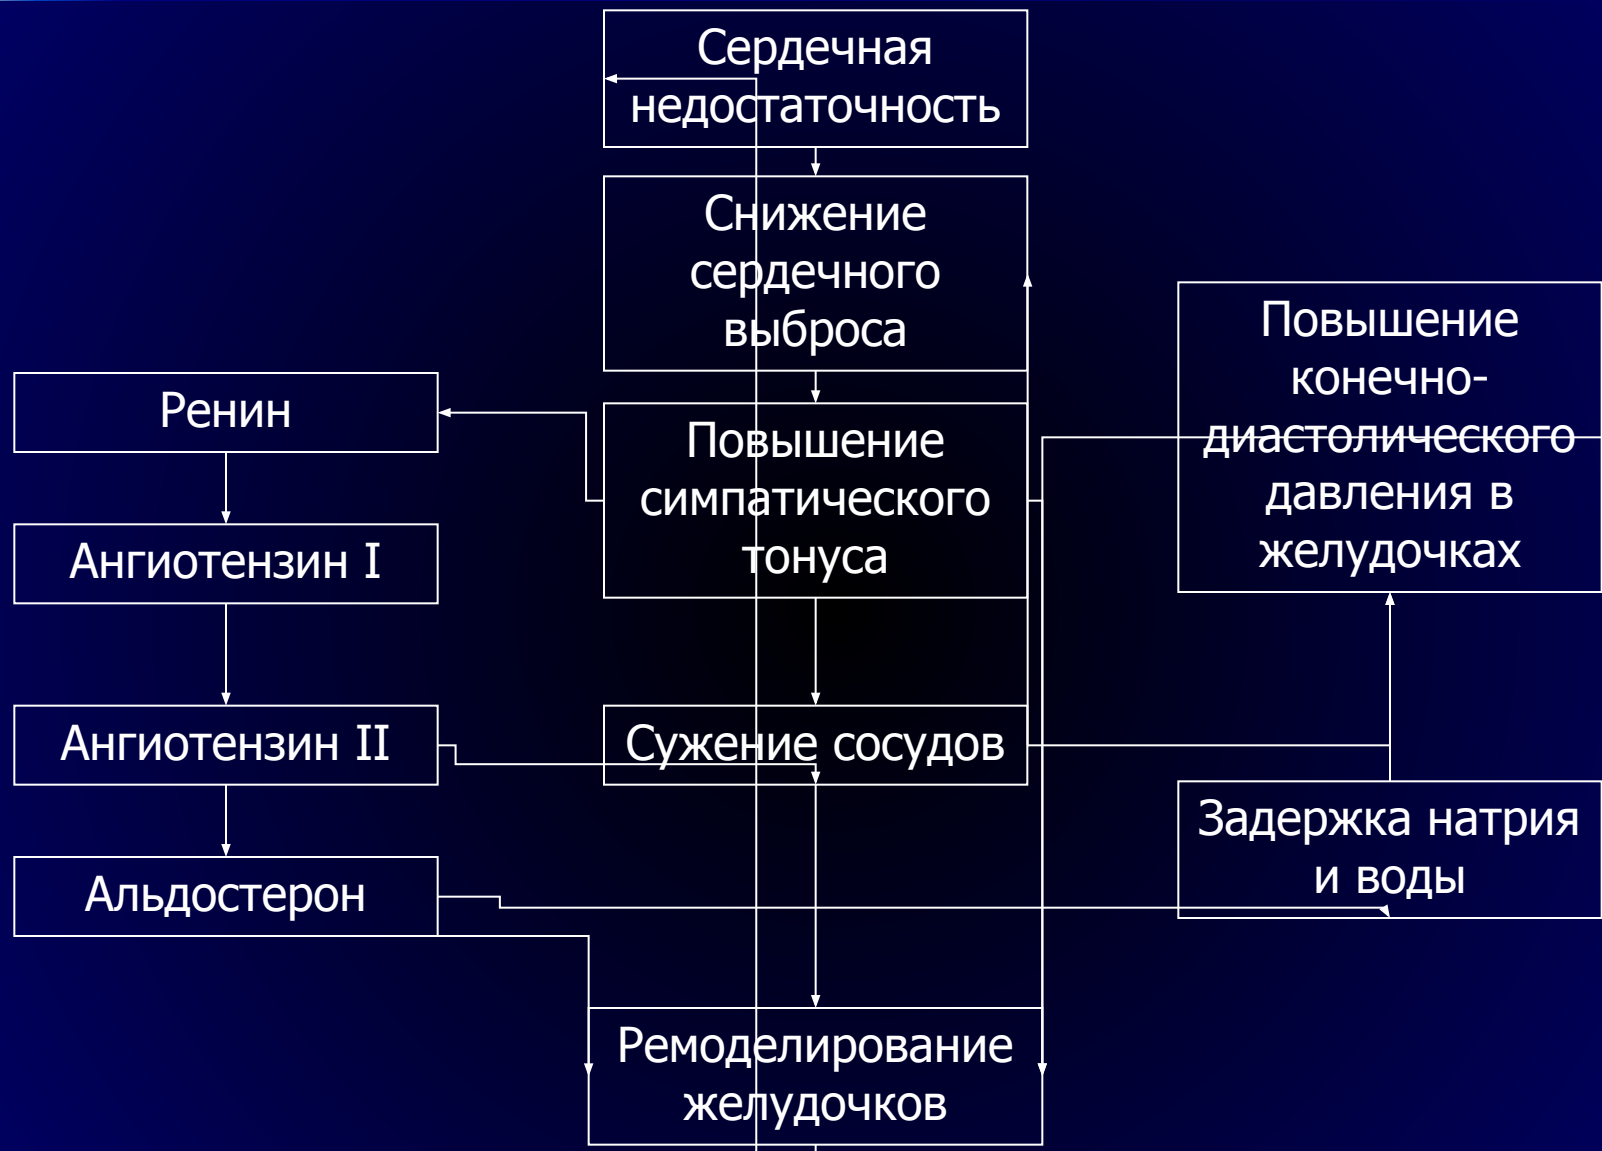 Сердечная
недостаточность
Снижение
сердечного
выброса
Повышение
конечно-
диастолического
давления в
желудочках
Ренин
Повышение
симпатического
тонуса
Ангиотензин I
Ангиотензин II
Сужение сосудов
Задержка натрия
и воды
Альдостерон
Ремоделирование
желудочков